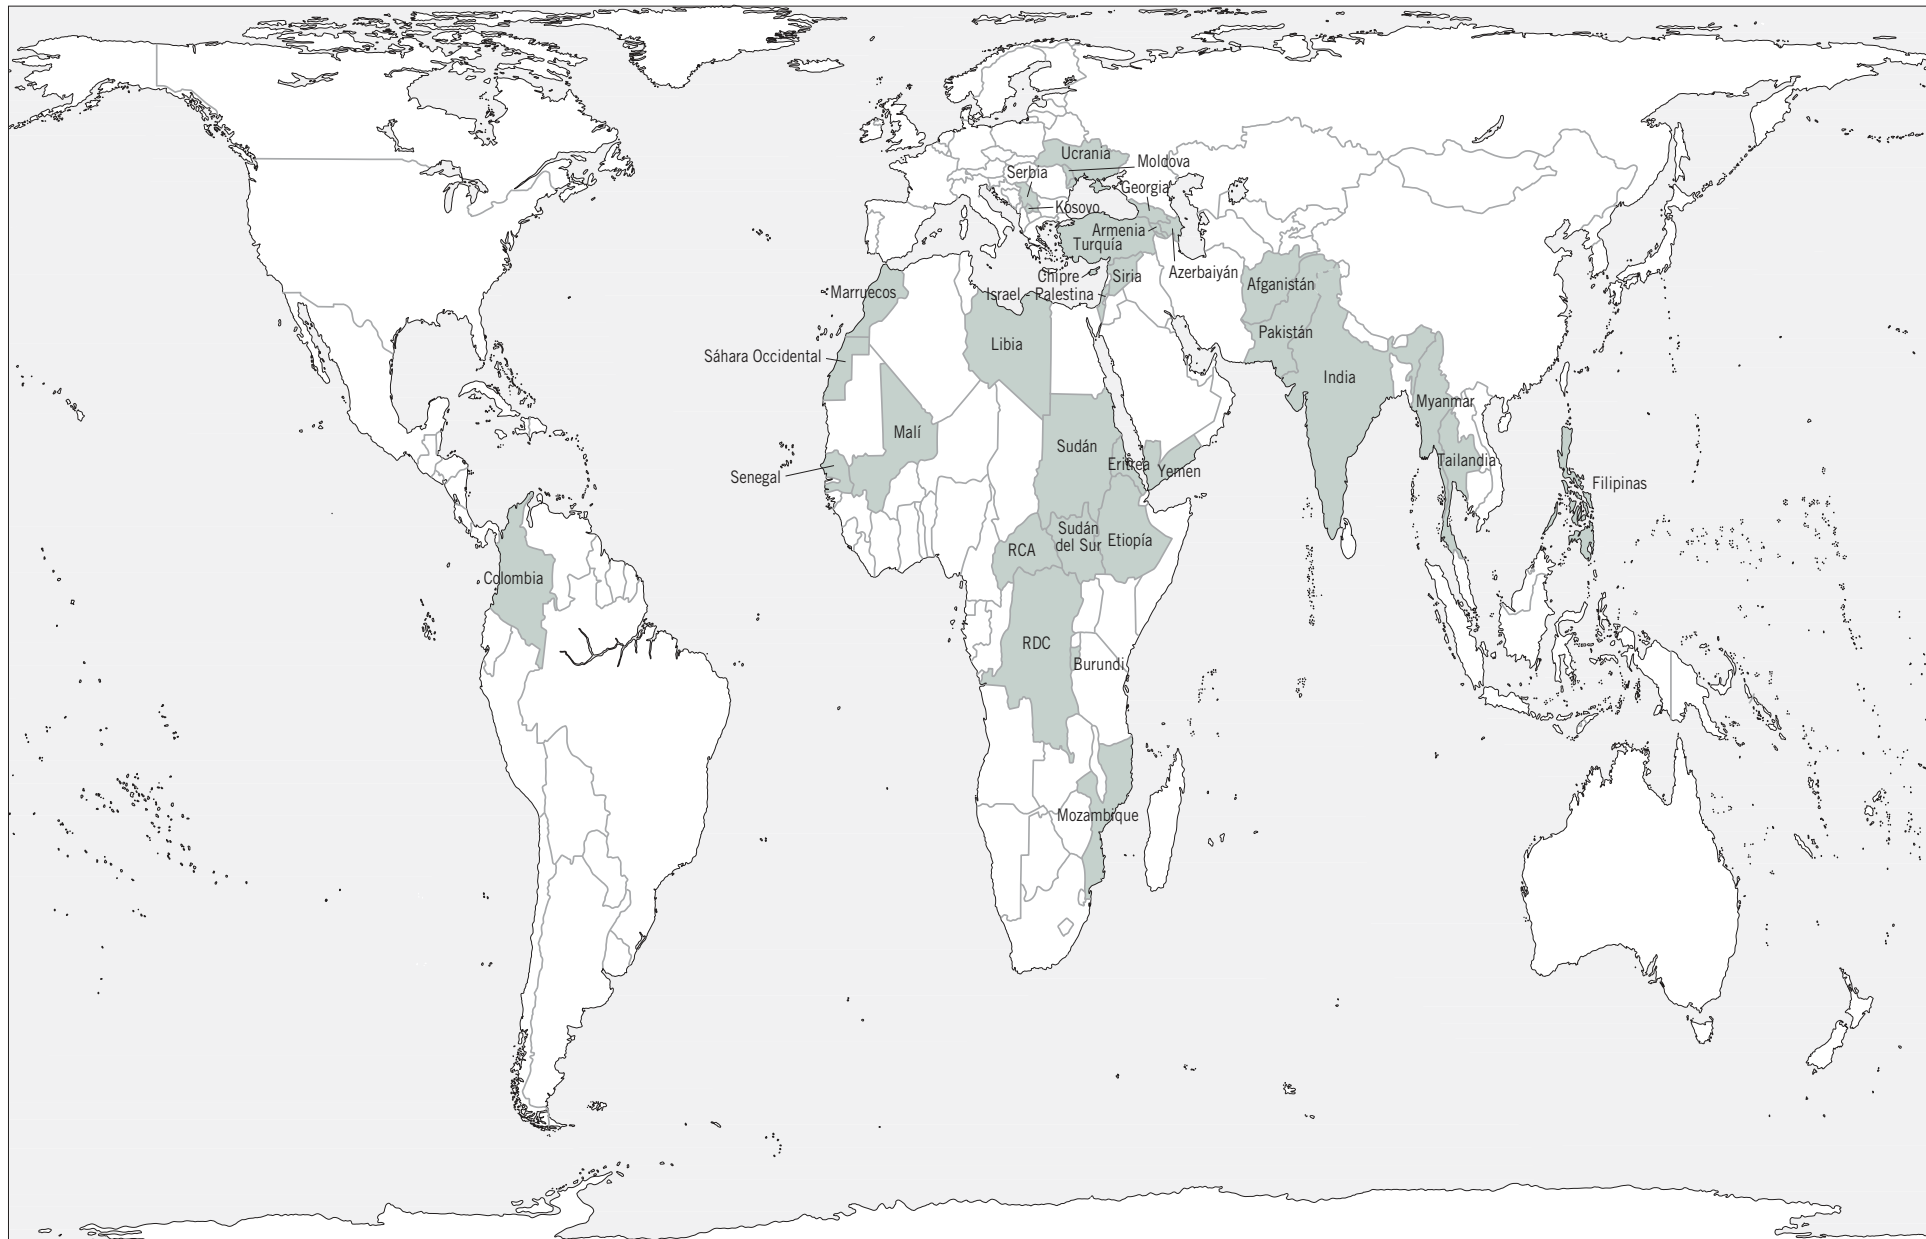 Ucrania
Moldova
Serbia
Georgia
Kosovo
Armenia
Turquía
Azerbaiyán
Chipre
Siria
Israel - Palestina
Afganistán
Marruecos
Pakistán
Libia
Sáhara Occidental
India
Myanmar
Malí
Sudán
Eritrea
Yemen
Tailandia
Senegal
Filipinas
Sudán
del Sur
Etiopía
RCA
Colombia
RDC
Burundi
Mozambique